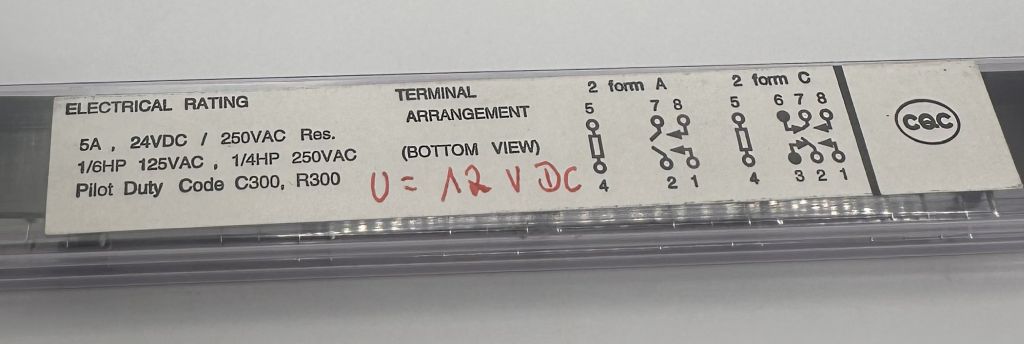 ELECTRICAL RATING
5A , 24VDC / 250VAC Res.
1/6HP 125VAC , 1/4HP 250VAC
Pilot Duty Code C300, R300
TERMINAL
ARRANGEMENT
(BOTTOM VIEW)
U = 12 V DC
2 form A
5 7 8
4 2 1
2 form C
5 6 7 8
4 3 2 1
CQC